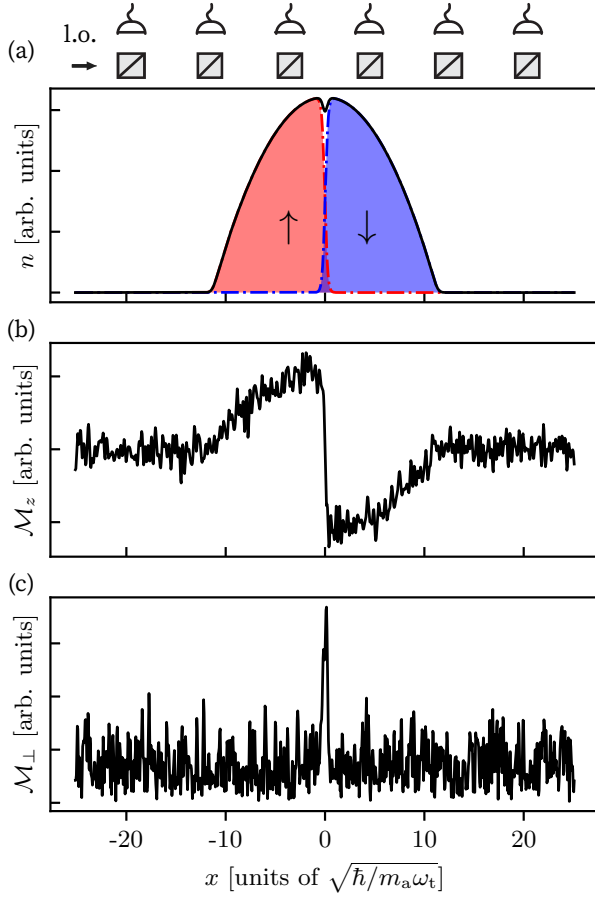 l.o.
(a)
n [arb. units]
↑ ↓
(b)
ℳ_z [arb. units]
(c)
ℳ_⊥ [arb. units]
-20 -10 0 10 20
x [units of √ħ/m_a ω_t]